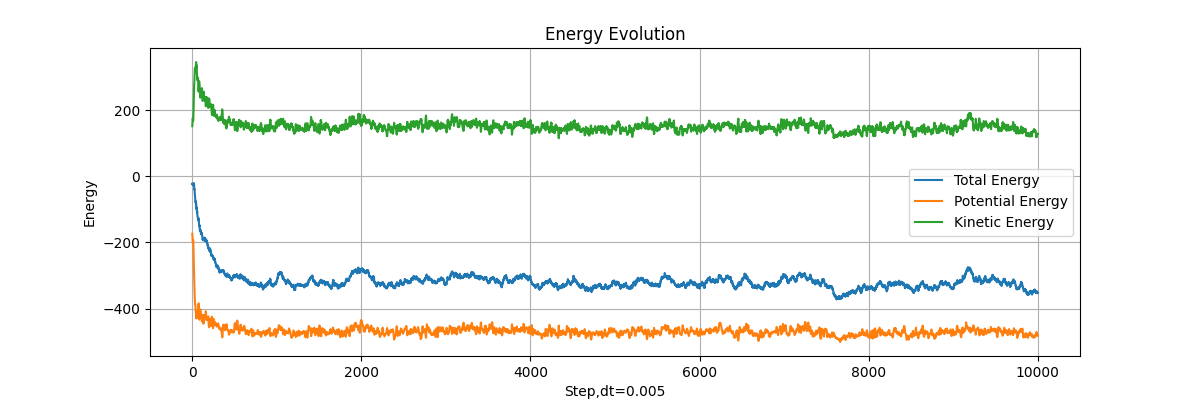 Energy Evolution
200
0
−200
−400
Energy
Total Energy
Potential Energy
Kinetic Energy
0 2000 4000 6000 8000 10000
Step,dt=0.005